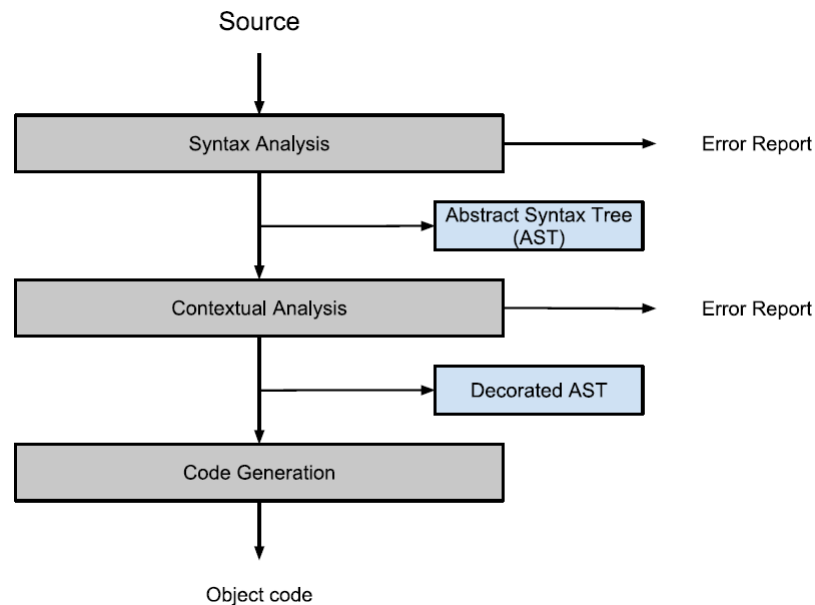 Source
Syntax Analysis
Error Report
Abstract Syntax Tree
(AST)
Contextual Analysis
Error Report
Decorated AST
Code Generation
Object code